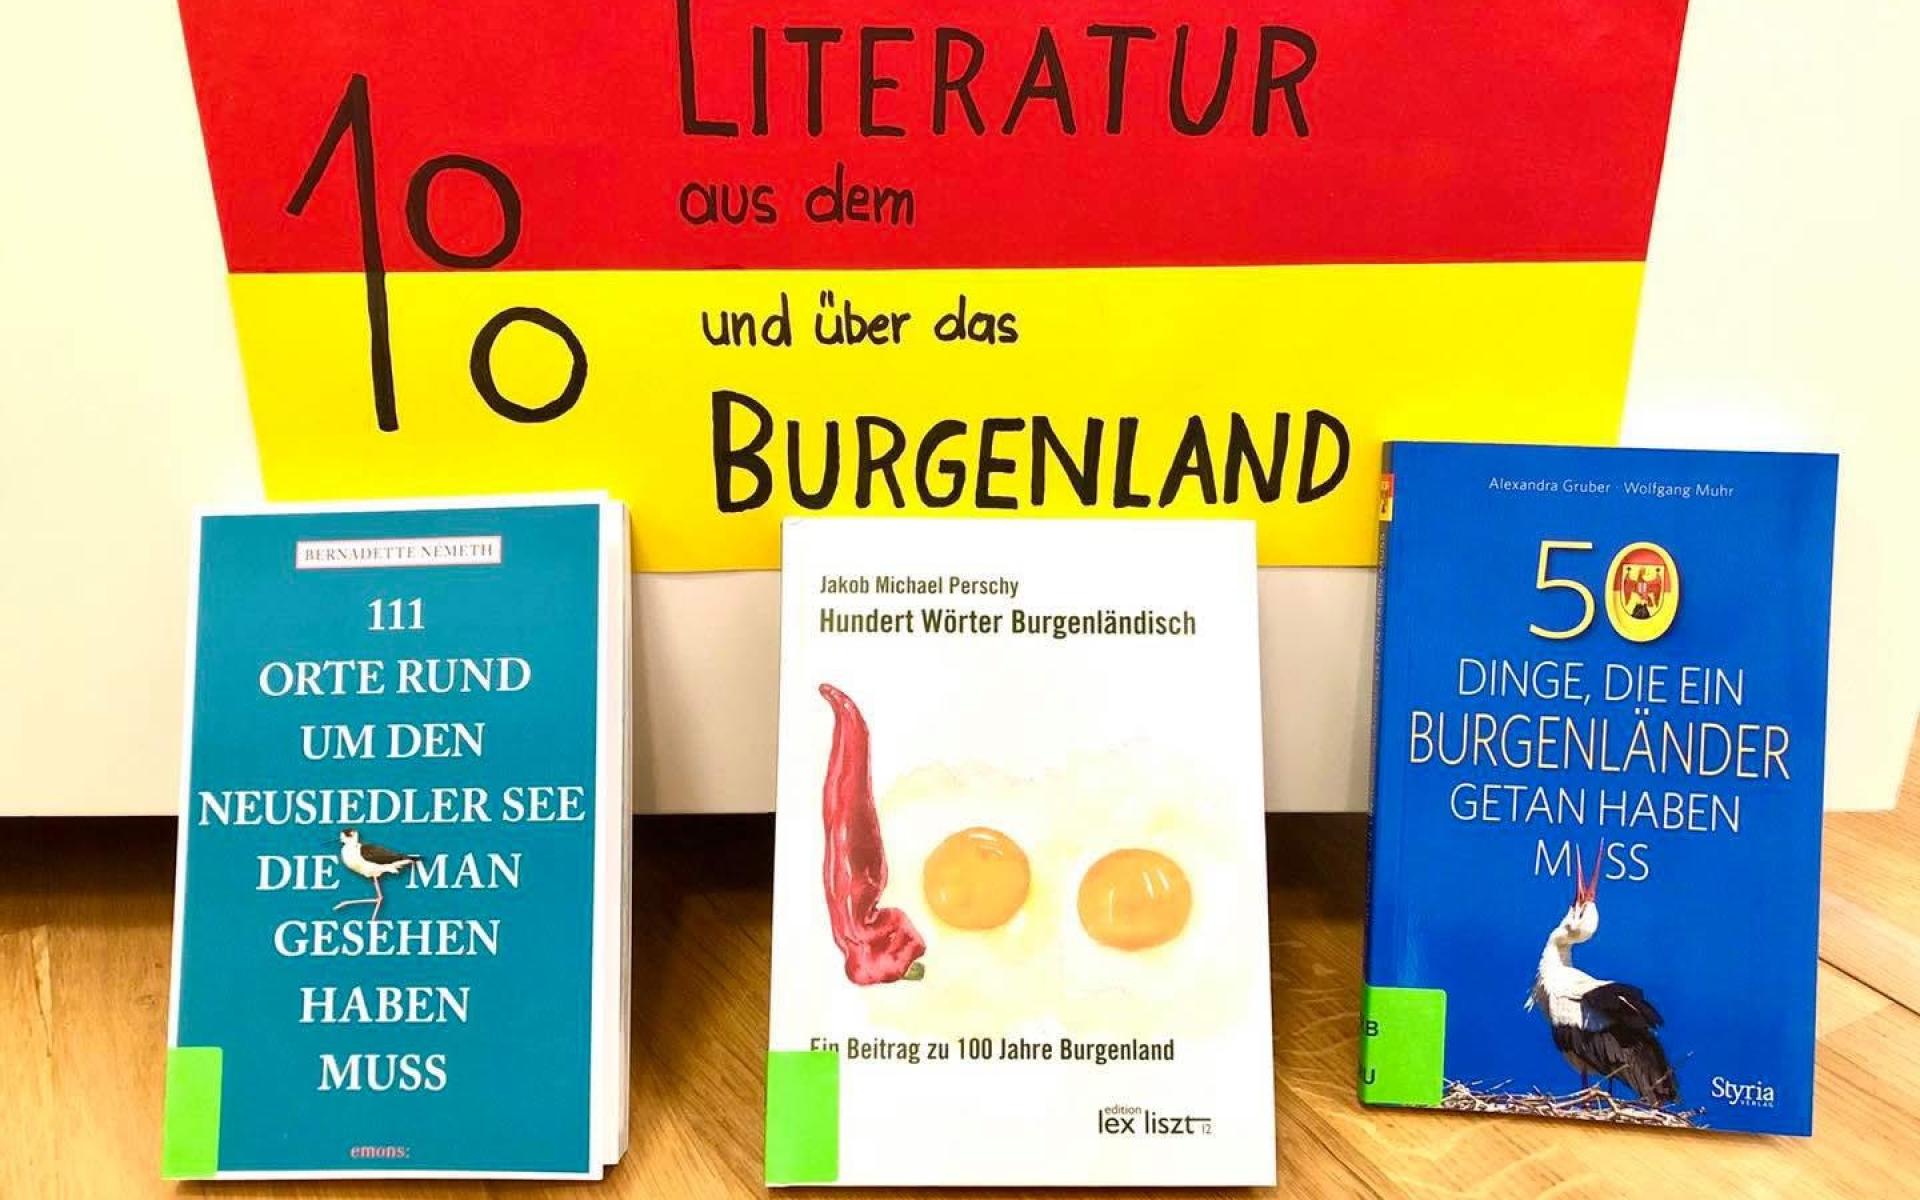 LITERATUR
100
aus dem
und über das
BURGENLAND
BERNADETTE NÉMETH
111
ORTE RUND
UM DEN
NEUSIEDLER SEE
DIE MAN
GESEHEN
HABEN
MUSS
emons:
Jakob Michael Perschy
Hundert Wörter Burgenländisch
Ein Beitrag zu 100 Jahre Burgenland
edition
lex liszt 12
Alexandra Gruber · Wolfgang Muhr
50
DINGE, DIE EIN
BURGENLÄNDER
GETAN HABEN
MUSS
Styria
VERLAG